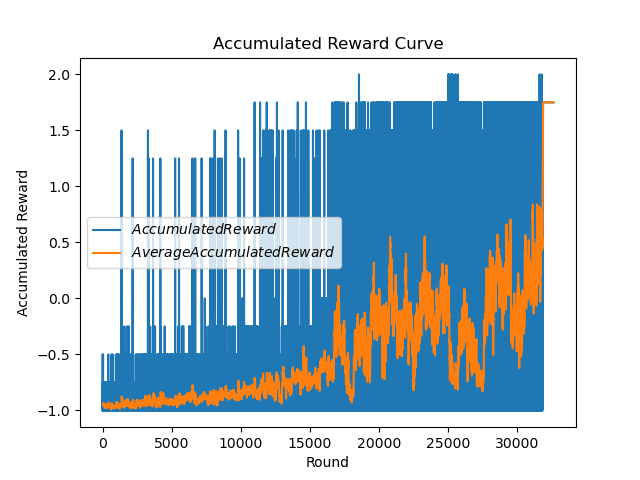 Accumulated Reward Curve
2.0
1.5
1.0
0.5
0.0
−0.5
−1.0
Accumulated Reward
AccumulatedReward
AverageAccumulatedReward
0 5000 10000 15000 20000 25000 30000
Round